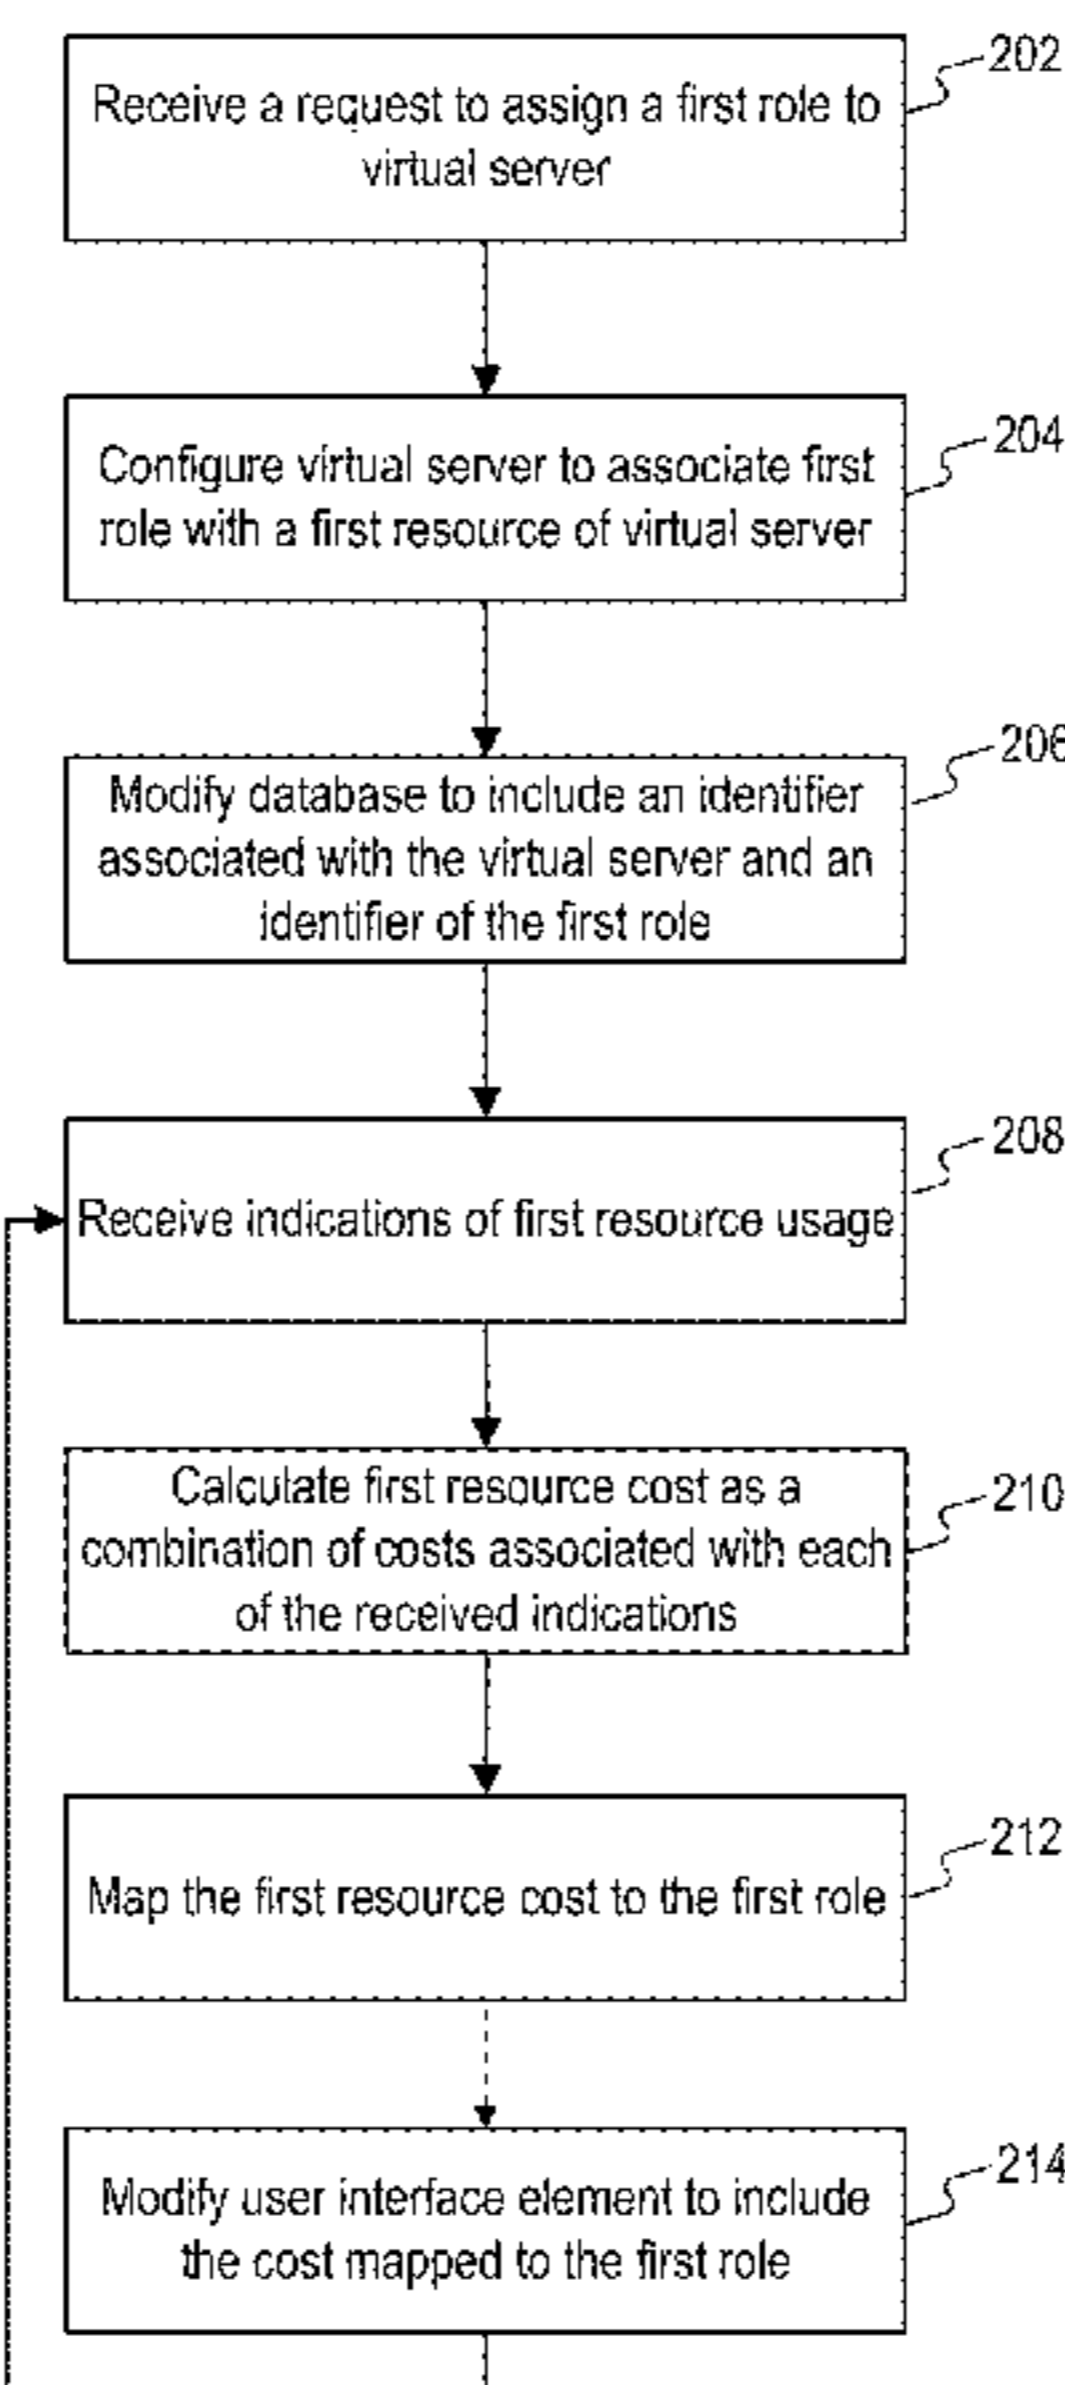 202
Receive a request to assign a first role to
virtual server
204
Configure virtual server to associate first
role with a first resource of virtual server
206
Modify database to include an identifier
associated with the virtual server and an
identifier of the first role
208
Receive indications of first resource usage
210
Calculate first resource cost as a
combination of costs associated with each
of the received indications
212
Map the first resource cost to the first role
214
Modify user interface element to include
the cost mapped to the first role